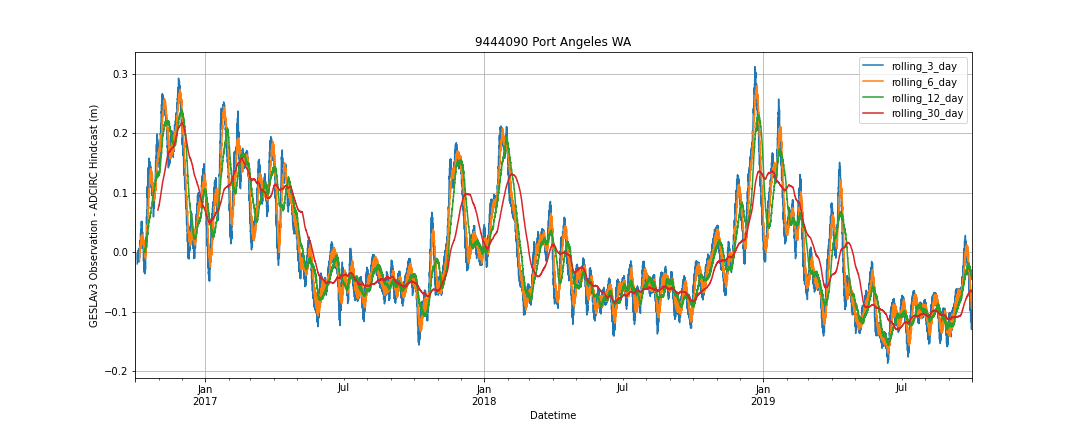 9444090 Port Angeles WA
GESLAv3 Observation - ADCIRC Hindcast (m)
0.3
0.2
0.1
0.0
−0.1
−0.2
rolling_3_day
rolling_6_day
rolling_12_day
rolling_30_day
Jan Jul Jan Jul Jan Jul
2017 2018 2019
Datetime